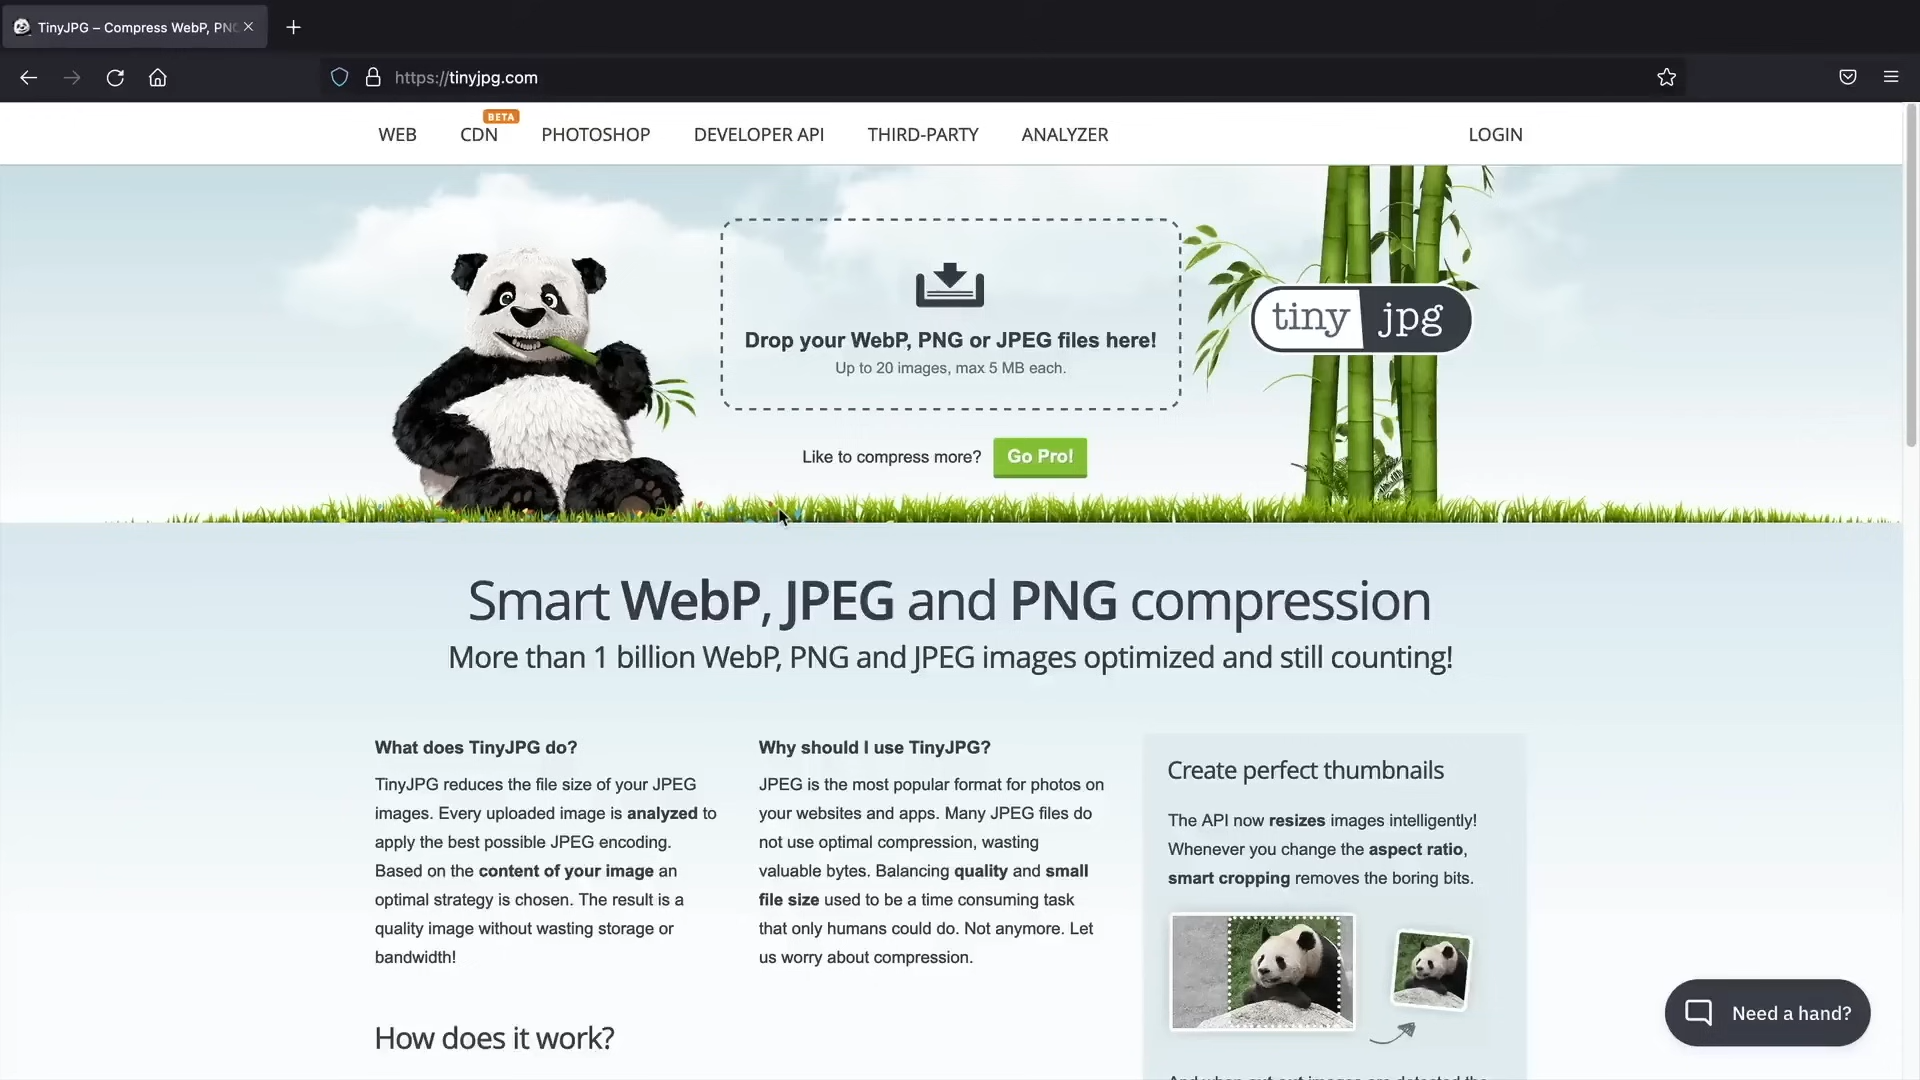 TinyJPG – Compress WebP, PNG
https://tinyjpg.com
WEB
CDN
BETA
PHOTOSHOP
DEVELOPER API
THIRD-PARTY
ANALYZER
LOGIN
Drop your WebP, PNG or JPEG files here!
Up to 20 images, max 5 MB each.
tiny jpg
Like to compress more?
Go Pro!
Smart WebP, JPEG and PNG compression
More than 1 billion WebP, PNG and JPEG images optimized and still counting!
What does TinyJPG do?
TinyJPG reduces the file size of your JPEG
images. Every uploaded image is analyzed to
apply the best possible JPEG encoding.
Based on the content of your image an
optimal strategy is chosen. The result is a
quality image without wasting storage or
bandwidth!
Why should I use TinyJPG?
JPEG is the most popular format for photos on
your websites and apps. Many JPEG files do
not use optimal compression, wasting
valuable bytes. Balancing quality and small
file size used to be a time consuming task
that only humans could do. Not anymore. Let
us worry about compression.
Create perfect thumbnails
The API now resizes images intelligently!
Whenever you change the aspect ratio,
smart cropping removes the boring bits.
How does it work?
Need a hand?